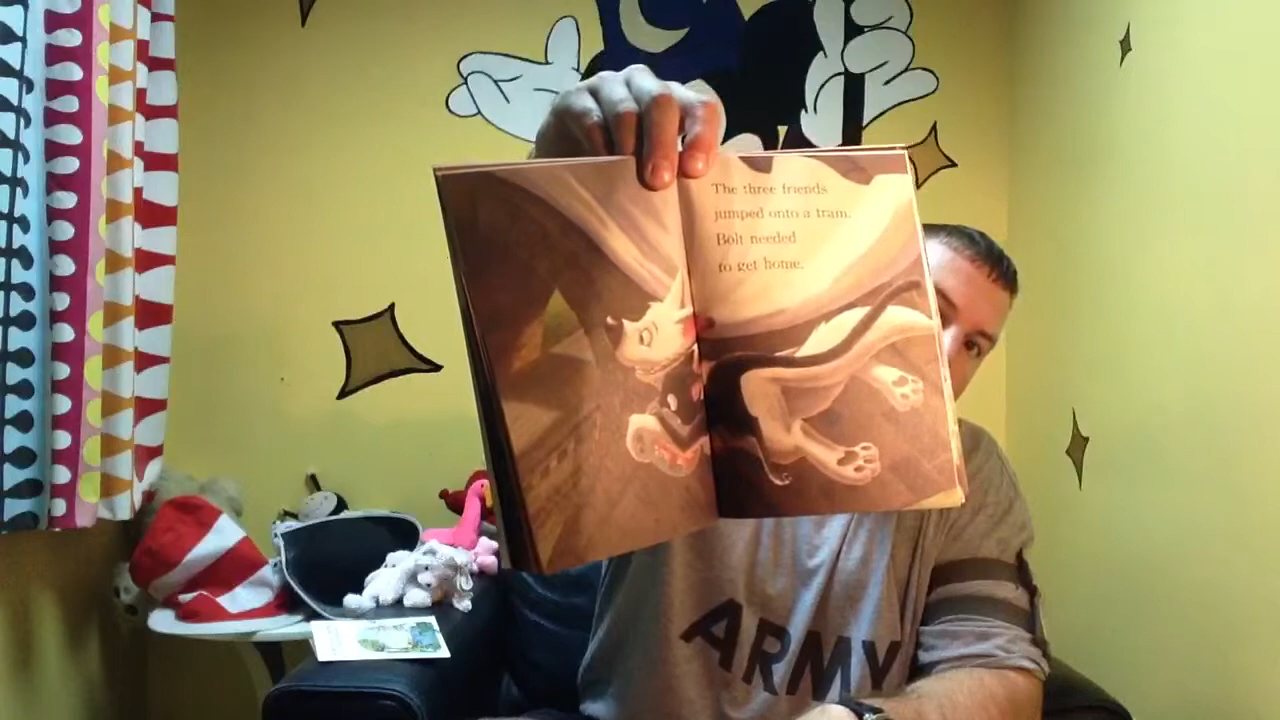 The three friends
jumped onto a tram.
Bolt needed
to get home.
ARMY